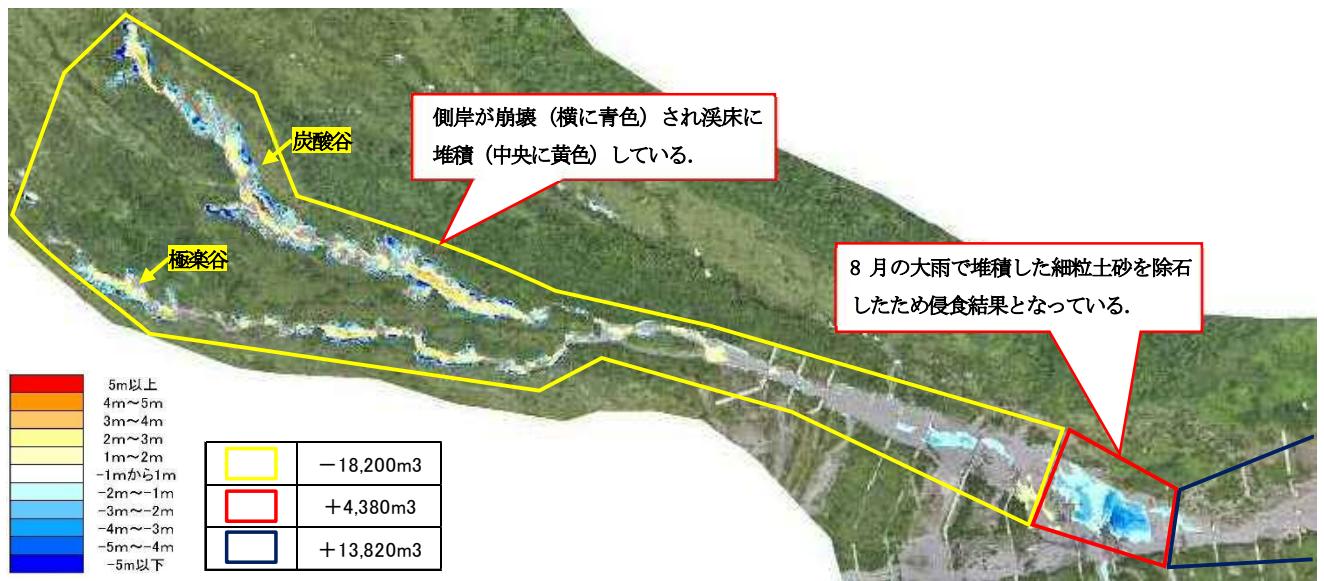 側岸が崩壊（横に青色）され渓床に
堆積（中央に黄色）している.
炭酸谷
極楽谷
8 月の大雨で堆積した細粒土砂を除石
したため侵食結果となっている.
5m以上
4m～5m
3m～4m
2m～3m
1m～2m
-1mから1m
-2m～-1m
-3m～-2m
-4m～-3m
-5m～-4m
-5m以下
－18,200m3
＋4,380m3
＋13,820m3